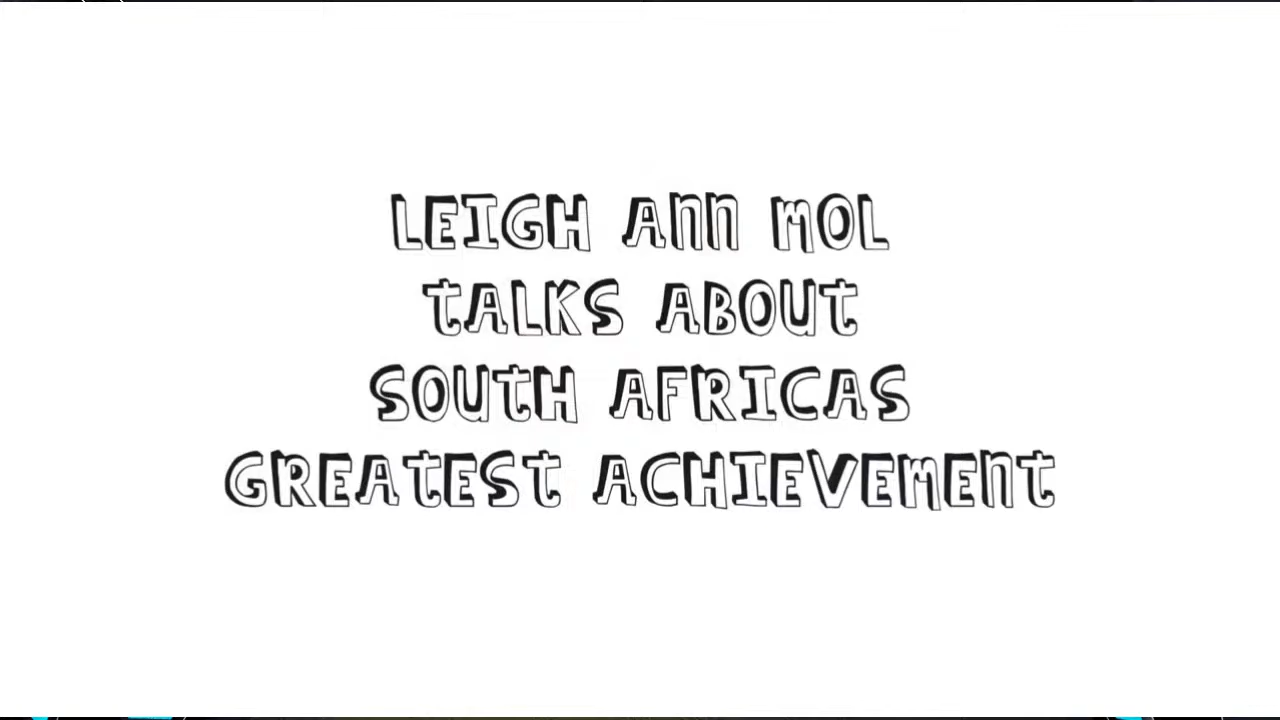 LEIGH ANN MOL
TALKS ABOUT
SOUTH AFRICAS
GREATEST ACHIEVEMENT